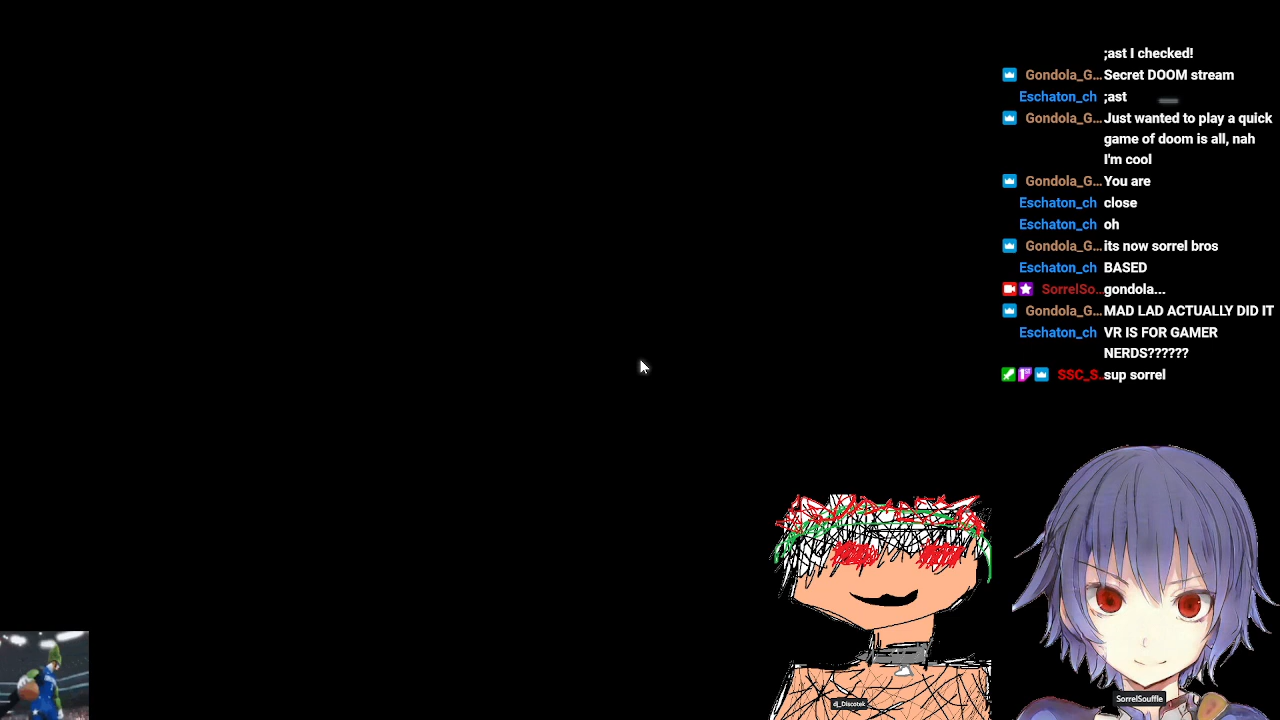 ;ast I checked!
Gondola_G... Secret DOOM stream
Eschaton_ch ;ast
Gondola_G... Just wanted to play a quick
game of doom is all, nah
I'm cool
Gondola_G... You are
Eschaton_ch close
Eschaton_ch oh
Gondola_G... its now sorrel bros
Eschaton_ch BASED
SorrelSo... gondola...
Gondola_G... MAD LAD ACTUALLY DID IT
Eschaton_ch VR IS FOR GAMER
NERDS??????
SSC_S... sup sorrel
dj_Discotek
SorrelSouffle